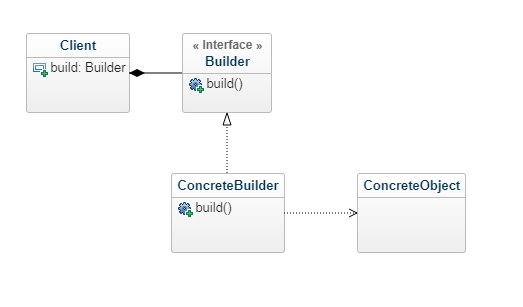 Client
build: Builder
« Interface »
Builder
build()
ConcreteBuilder
build()
ConcreteObject